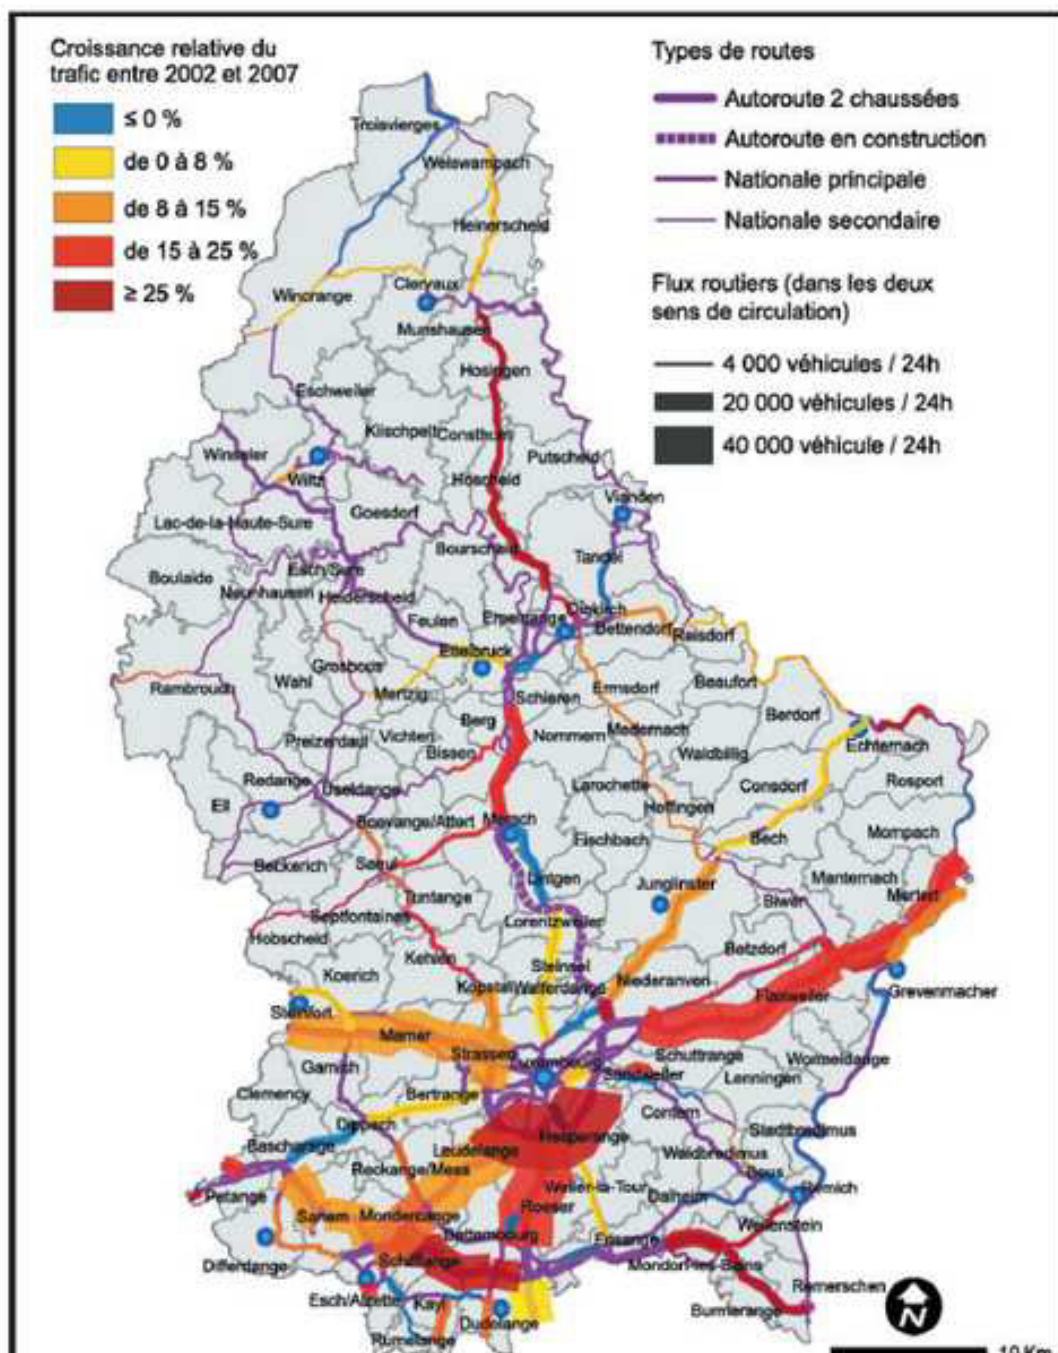 Croissance relative du
trafic entre 2002 et 2007
≤ 0 %
de 0 à 8 %
de 8 à 15 %
de 15 à 25 %
≥ 25 %
Types de routes
Autoroute 2 chaussées
Autoroute en construction
Nationale principale
Nationale secondaire
Flux routiers (dans les deux
sens de circulation)
4 000 véhicules / 24h
20 000 véhicules / 24h
40 000 véhicule / 24h
Troisvierges
Weiswampach
Heinerscheid
Clervaux
Wincrange
Munshausen
Hosingen
Eschweiler
Kiischpelt
Consthum
Winseler
Putscheid
Wiltz
Hoscheid
Vianden
Goesdorf
Lac-de-la-Haute-Sure
Bourscheid
Tandel
Boulaide
Esch/Sure
Neunhausen
Heiderscheid
Diekirch
Feulen
Erpeldange
Bettendorf
Reisdorf
Ettelbruck
Grosbous
Rambrouch
Wahl
Mertzig
Schieren
Ermsdorf
Beaufort
Berg
Berdorf
Preizerdaul
Vichten
Bissen
Nommern
Medernach
Waldbillig
Echternach
Redange
Useldange
Larochette
Consdorf
Rosport
Ell
Boevange/Attert
Mersch
Heffingen
Bech
Mompach
Fischbach
Beckerich
Saeul
Lintgen
Junglinster
Manternach
Mertert
Tuntange
Biwer
Septfontaines
Lorentzweiler
Hobscheid
Kehlen
Steinsel
Betzdorf
Koerich
Kopstal
Walferdange
Niederanven
Flaxweiler
Grevenmacher
Steinfort
Mamer
Strassen
Luxembourg
Schuttrange
Wormeldange
Garnich
Sandweiler
Lenningen
Clemency
Bertrange
Contern
Dippach
Hesperange
Stadtbredimus
Bascharage
Leudelange
Waldbredimus
Reckange/Mess
Bous
Petange
Weiler-la-Tour
Dalheim
Remich
Sanem
Mondercange
Roeser
Wellenstein
Bettembourg
Frisange
Differdange
Schifflange
Mondorf-les-Bains
Remerschen
Esch/Alzette
Kayl
Burmerange
Dudelange
Rumelange
N
10 Km